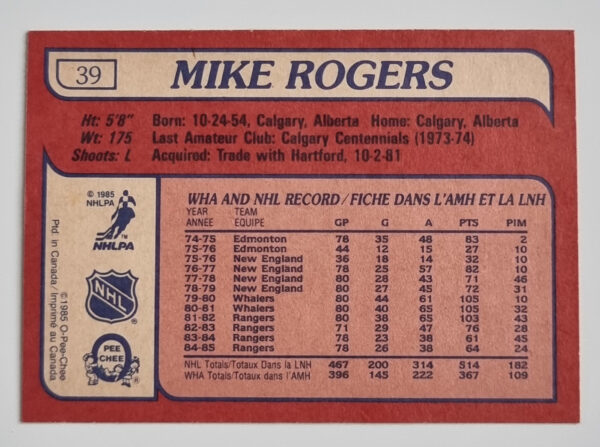 39
MIKE ROGERS
Ht: 5'8" Born: 10-24-54, Calgary, Alberta Home: Calgary, Alberta
Wt: 175 Last Amateur Club: Calgary Centennials (1973-74)
Shoots: L Acquired: Trade with Hartford, 10-2-81
© 1985
NHLPA
TM
NHLPA
NHL
O
PEE
CHEE
©1985 O-Pee-Chee
Ptd. in Canada/Imprimé au Canada
WHA AND NHL RECORD/FICHE DANS L'AMH ET LA LNH
YEAR TEAM
ANNÉE EQUIPE GP G A PTS PIM
74-75 Edmonton 78 35 48 83 2
75-76 Edmonton 44 12 15 27 10
75-76 New England 36 18 14 32 10
76-77 New England 78 25 57 82 10
77-78 New England 80 28 43 71 46
78-79 New England 80 27 45 72 31
79-80 Whalers 80 44 61 105 10
80-81 Whalers 80 40 65 105 32
81-82 Rangers 80 38 65 103 43
82-83 Rangers 71 29 47 76 28
83-84 Rangers 78 23 38 61 45
84-85 Rangers 78 26 38 64 24
NHL Totals/Totaux Dans la LNH 467 200 314 514 182
WHA Totals/Totaux dans l'AMH 396 145 222 367 109